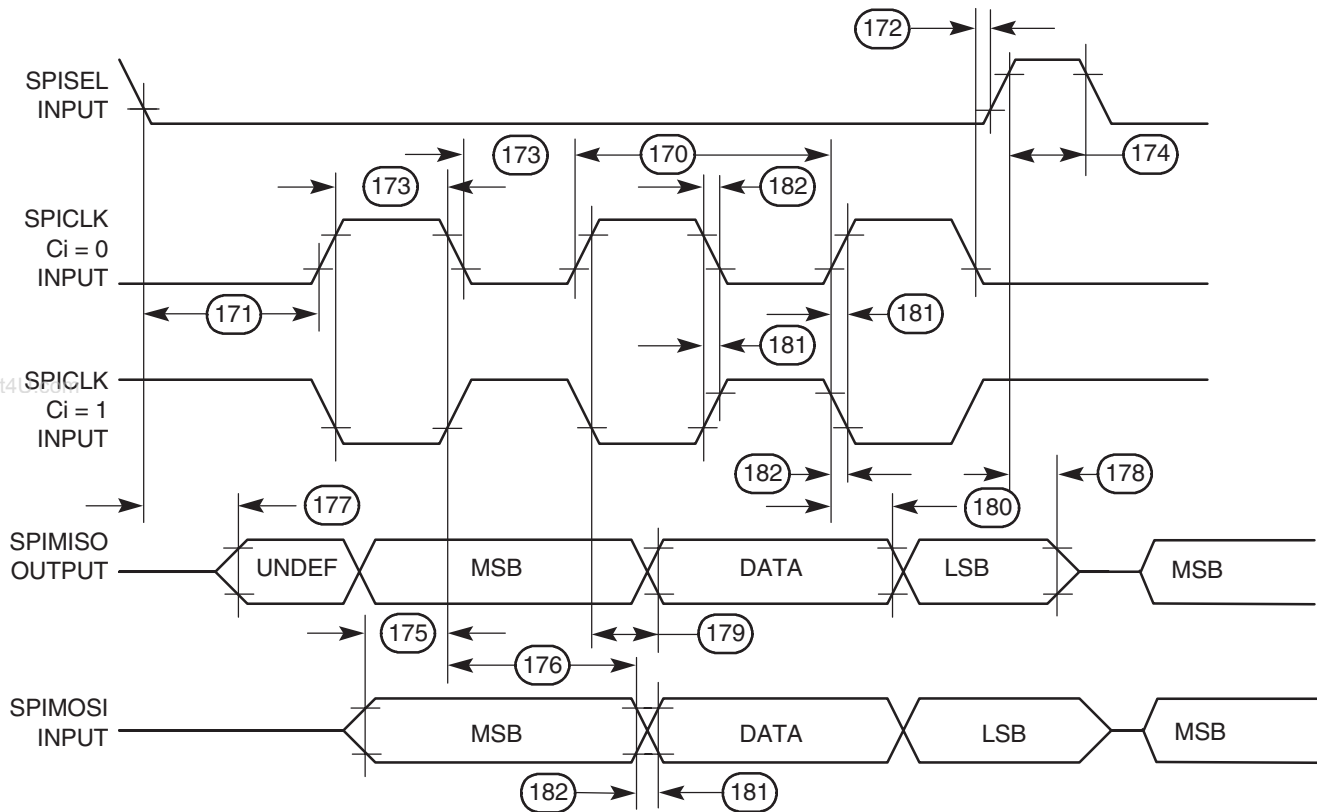 172
SPISEL
INPUT
173
170
174
173
182
SPICLK
Ci = 0
INPUT
171
181
181
t4U.com
SPICLK
Ci = 1
INPUT
182
178
177
180
SPIMISO
OUTPUT
UNDEF
MSB
DATA
LSB
MSB
175
179
176
SPIMOSI
INPUT
MSB
DATA
LSB
MSB
182
181